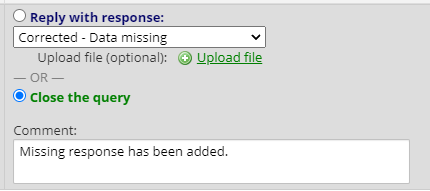 Reply with response:
Corrected - Data missing
Upload file (optional): Upload file
— OR —
Close the query
Comment:
Missing response has been added.